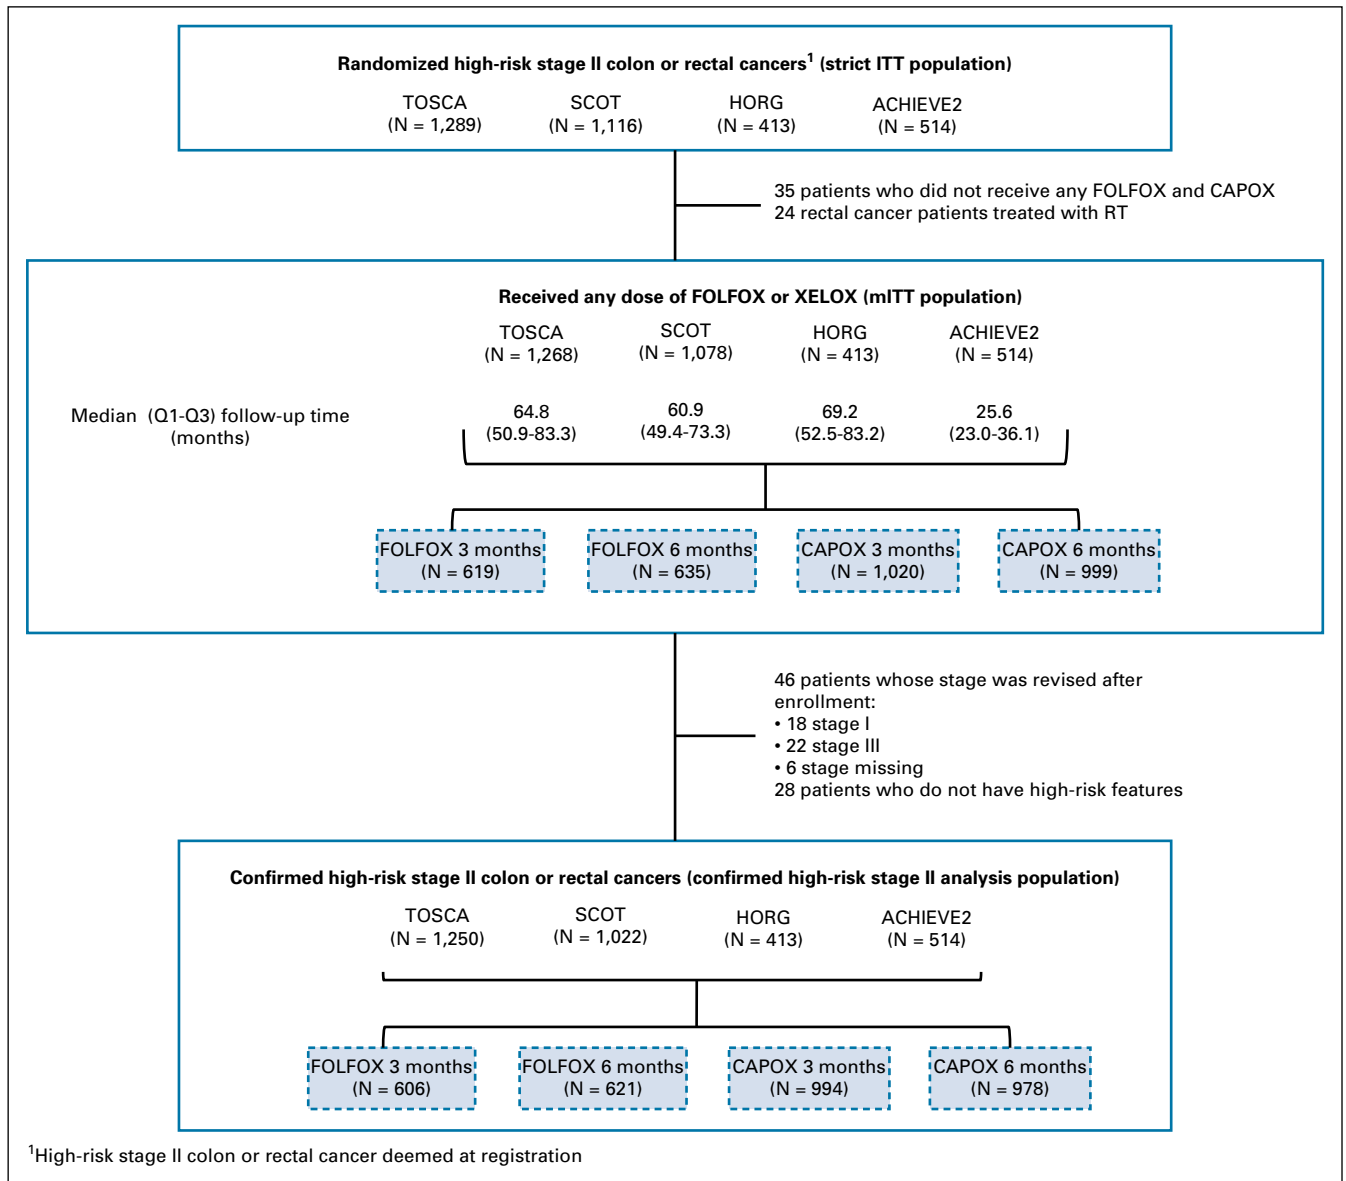 Randomized high-risk stage II colon or rectal cancers1 (strict ITT population)
TOSCA SCOT HORG ACHIEVE2
(N = 1,289) (N = 1,116) (N = 413) (N = 514)
35 patients who did not receive any FOLFOX and CAPOX
24 rectal cancer patients treated with RT
Received any dose of FOLFOX or XELOX (mITT population)
TOSCA SCOT HORG ACHIEVE2
(N = 1,268) (N = 1,078) (N = 413) (N = 514)
Median (Q1-Q3) follow-up time
(months)
64.8 60.9 69.2 25.6
(50.9-83.3) (49.4-73.3) (52.5-83.2) (23.0-36.1)
FOLFOX 3 months FOLFOX 6 months CAPOX 3 months CAPOX 6 months
(N = 619) (N = 635) (N = 1,020) (N = 999)
46 patients whose stage was revised after
enrollment:
• 18 stage I
• 22 stage III
• 6 stage missing
28 patients who do not have high-risk features
Confirmed high-risk stage II colon or rectal cancers (confirmed high-risk stage II analysis population)
TOSCA SCOT HORG ACHIEVE2
(N = 1,250) (N = 1,022) (N = 413) (N = 514)
FOLFOX 3 months FOLFOX 6 months CAPOX 3 months CAPOX 6 months
(N = 606) (N = 621) (N = 994) (N = 978)
1High-risk stage II colon or rectal cancer deemed at registration